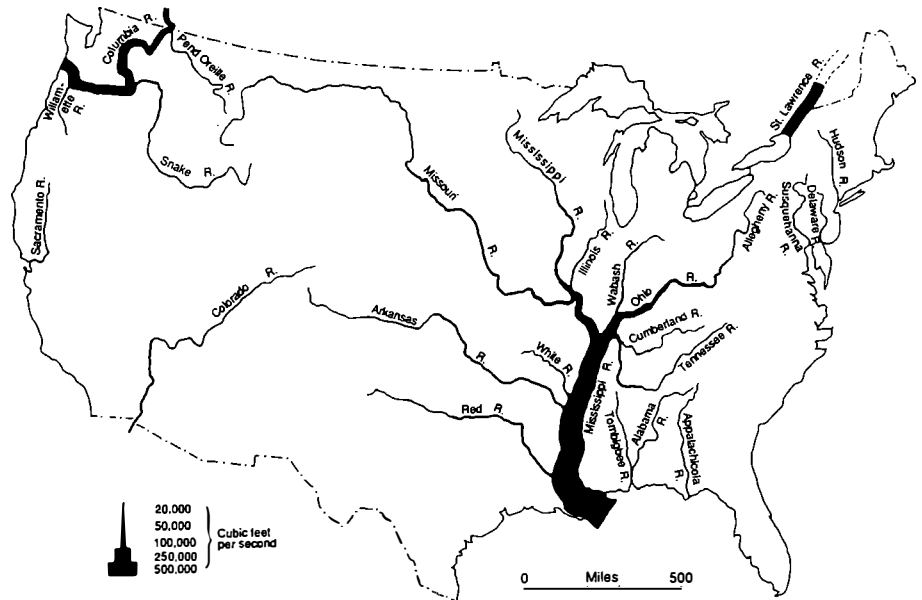 Columbia R.
Pend Oreille R.
Willam-
ette
R.
Snake R.
Sacramento R.
Missouri
R.
Mississippi
R.
St. Lawrence R.
Hudson R.
Delaware R.
Susquehanna
R.
Allegheny R.
Illinois R.
Wabash R.
Ohio R.
Colorado R.
Arkansas
R.
White R.
Cumberland R.
Tennessee R.
Mississippi R.
Red R.
Tombigbee R.
Alabama
R.
Appalachicola
R.
20,000
50,000
100,000
250,000
500,000
Cubic feet
per second
0 Miles 500